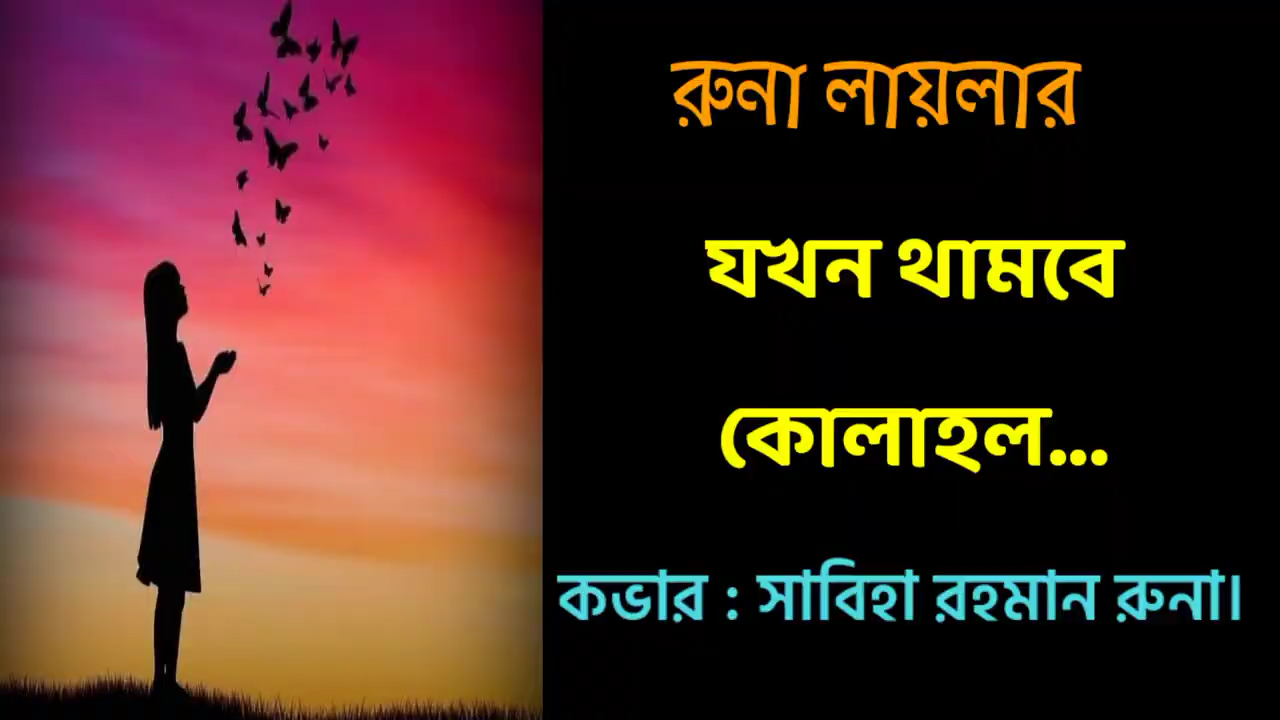 রুনা লায়লার
যখন থামবে
কোলাহল...
কভার : সাবিহা রহমান রুনা।